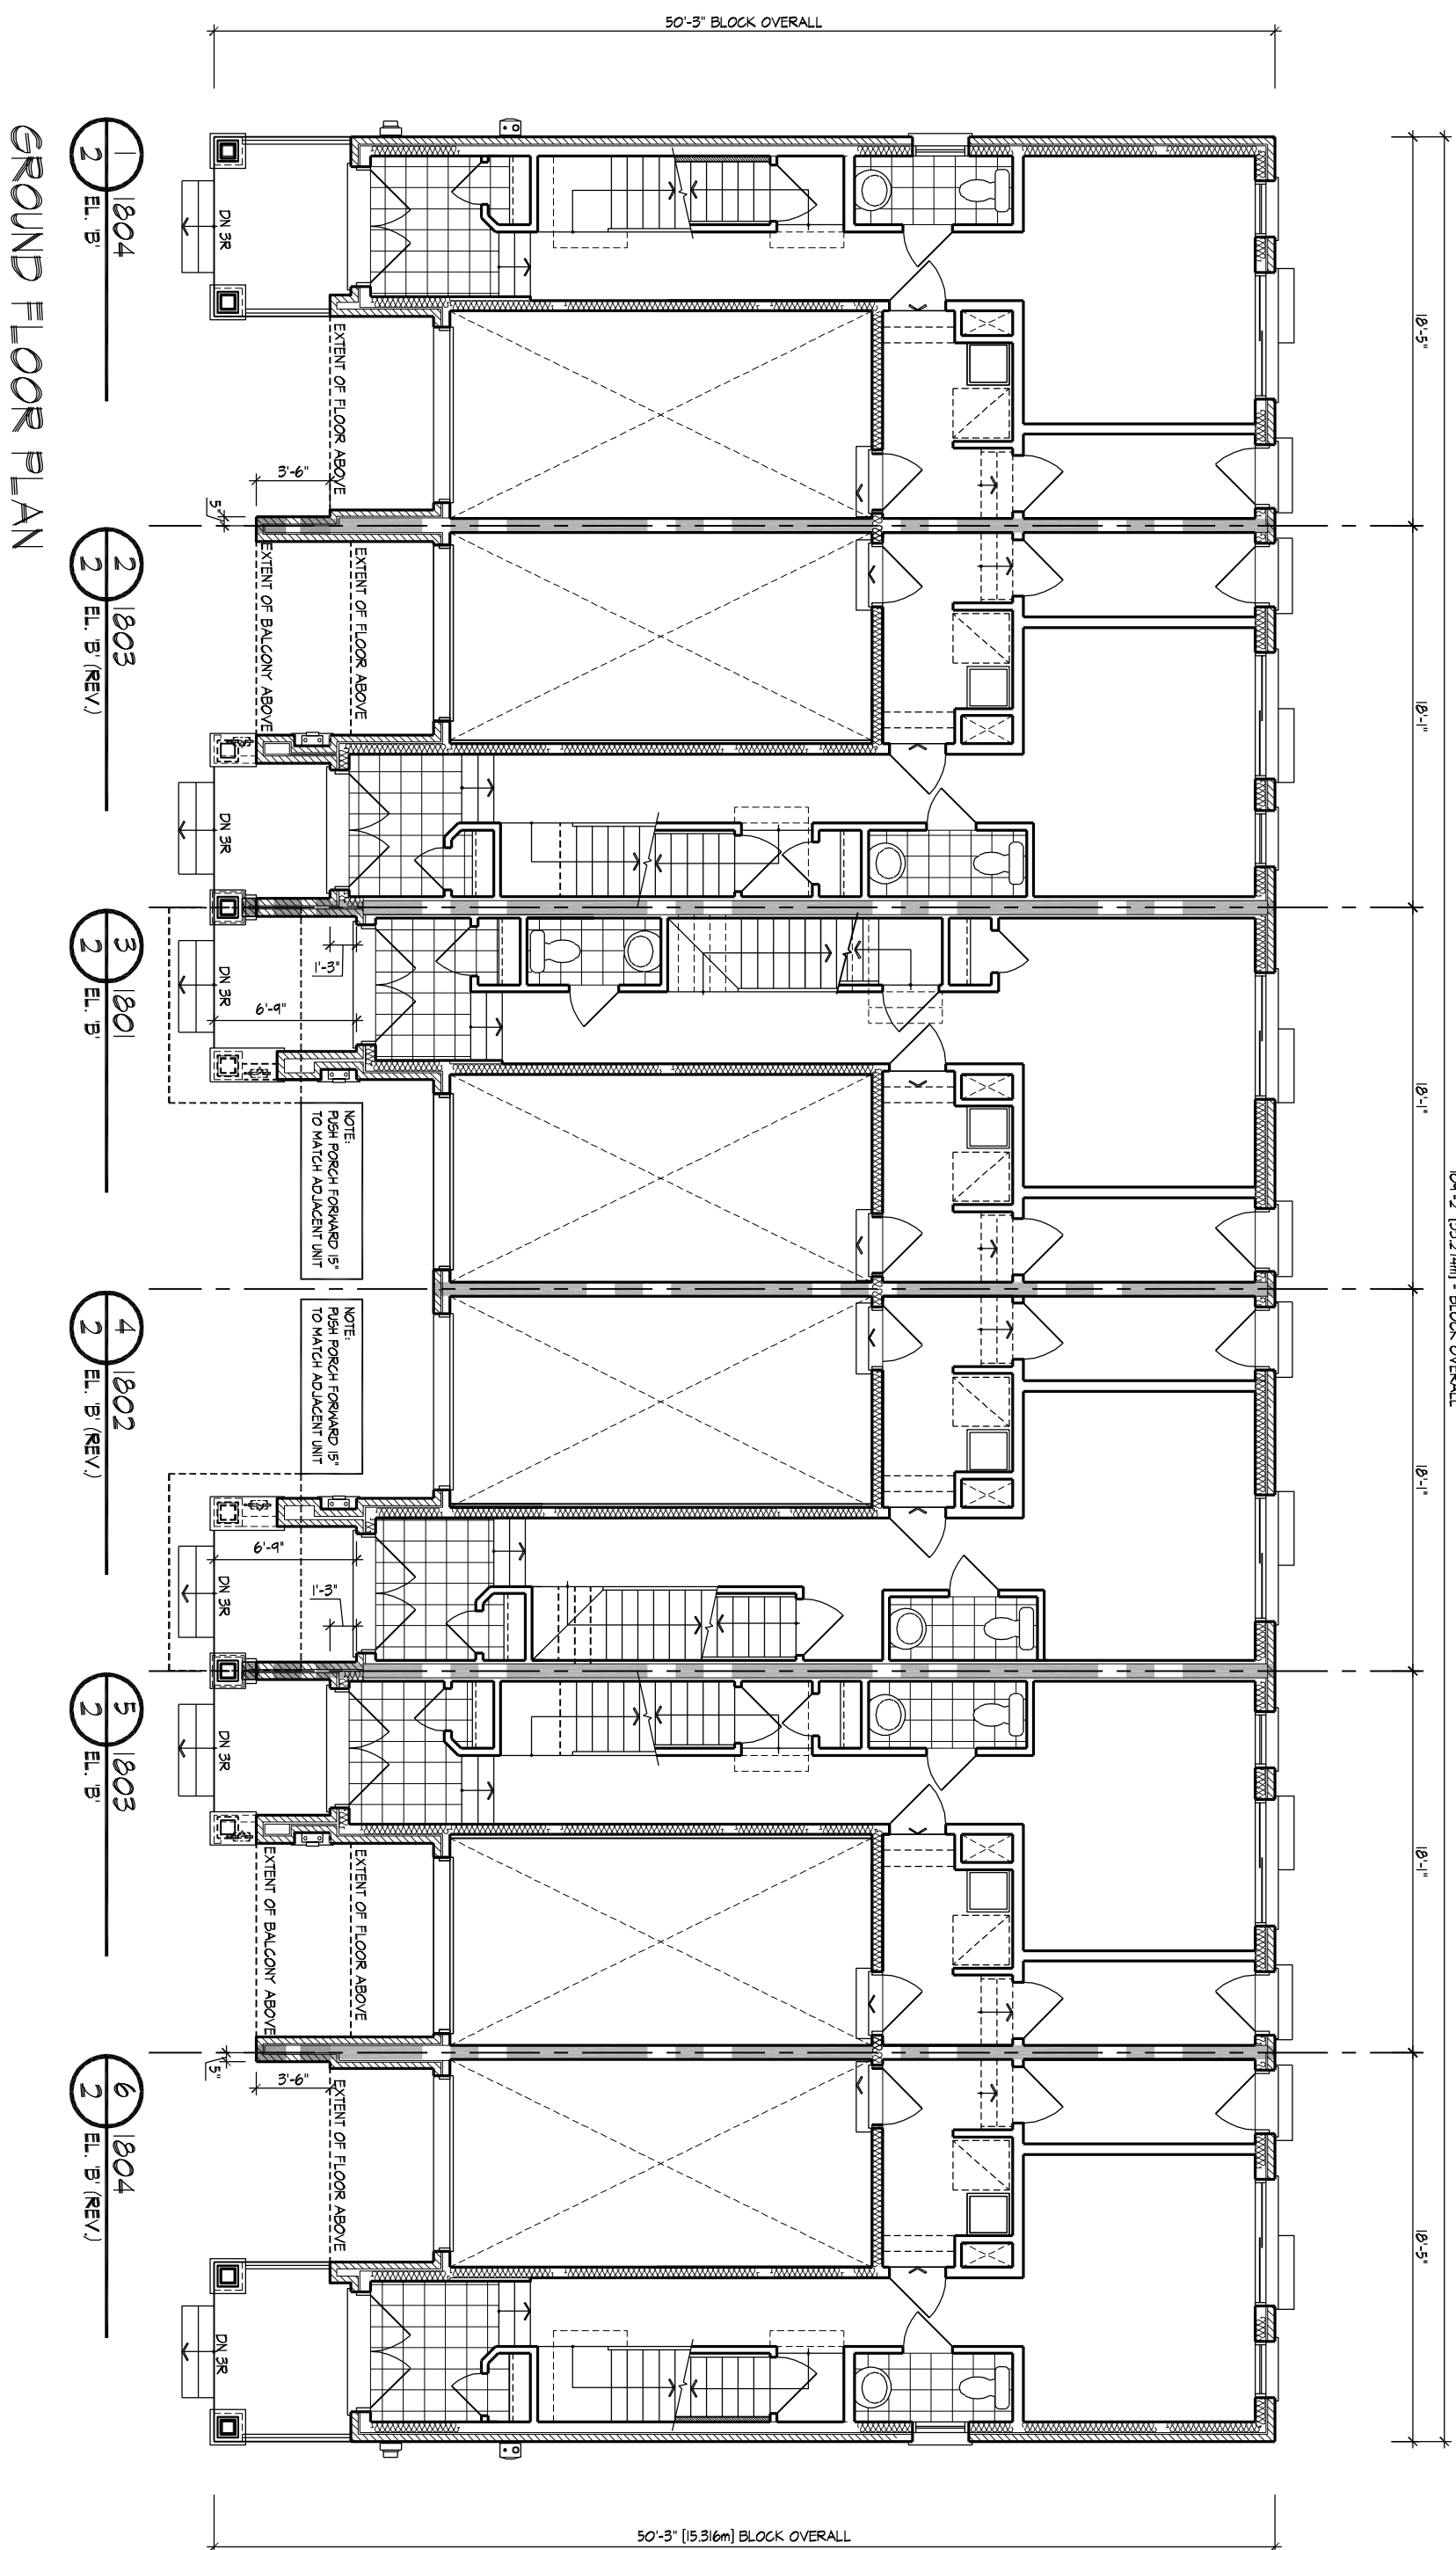 50'-3" BLOCK OVERALL
GROUND FLOOR PLAN
1
2
1804
EL. 'B'
DN 3R
EXTENT OF FLOOR ABOVE
3'-6"
5"
18'-5"
2
2
1803
EL. 'B' (REV.)
EXTENT OF BALCONY ABOVE
EXTENT OF FLOOR ABOVE
DN 3R
18'-1"
3
2
1801
EL. 'B'
DN 3R
1'-3"
6'-9"
NOTE:
PUSH PORCH FORWARD 15"
TO MATCH ADJACENT UNIT
18'-1"
BLOCK OVERALL
4
2
1802
EL. 'B' (REV.)
NOTE:
PUSH PORCH FORWARD 15"
TO MATCH ADJACENT UNIT
6'-9"
1'-3"
DN 3R
18'-1"
5
2
1803
EL. 'B'
DN 3R
EXTENT OF BALCONY ABOVE
EXTENT OF FLOOR ABOVE
18'-1"
6
2
1804
EL. 'B' (REV.)
5"
3'-6"
EXTENT OF FLOOR ABOVE
DN 3R
18'-5"
50'-3" [15.316m] BLOCK OVERALL